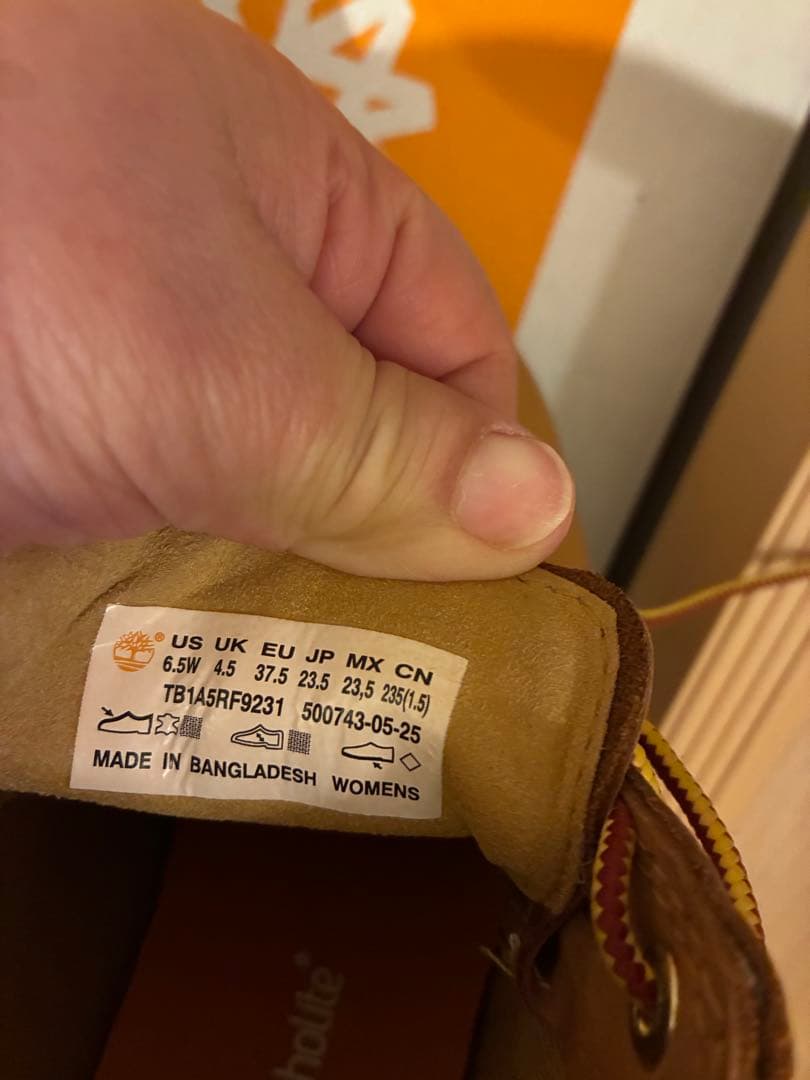 ® US UK EU JP MX CN
6.5W 4.5 37.5 23.5 23,5 235(1.5)
TB1A5RF9231 500743-05-25
MADE IN BANGLADESH WOMENS
holite®